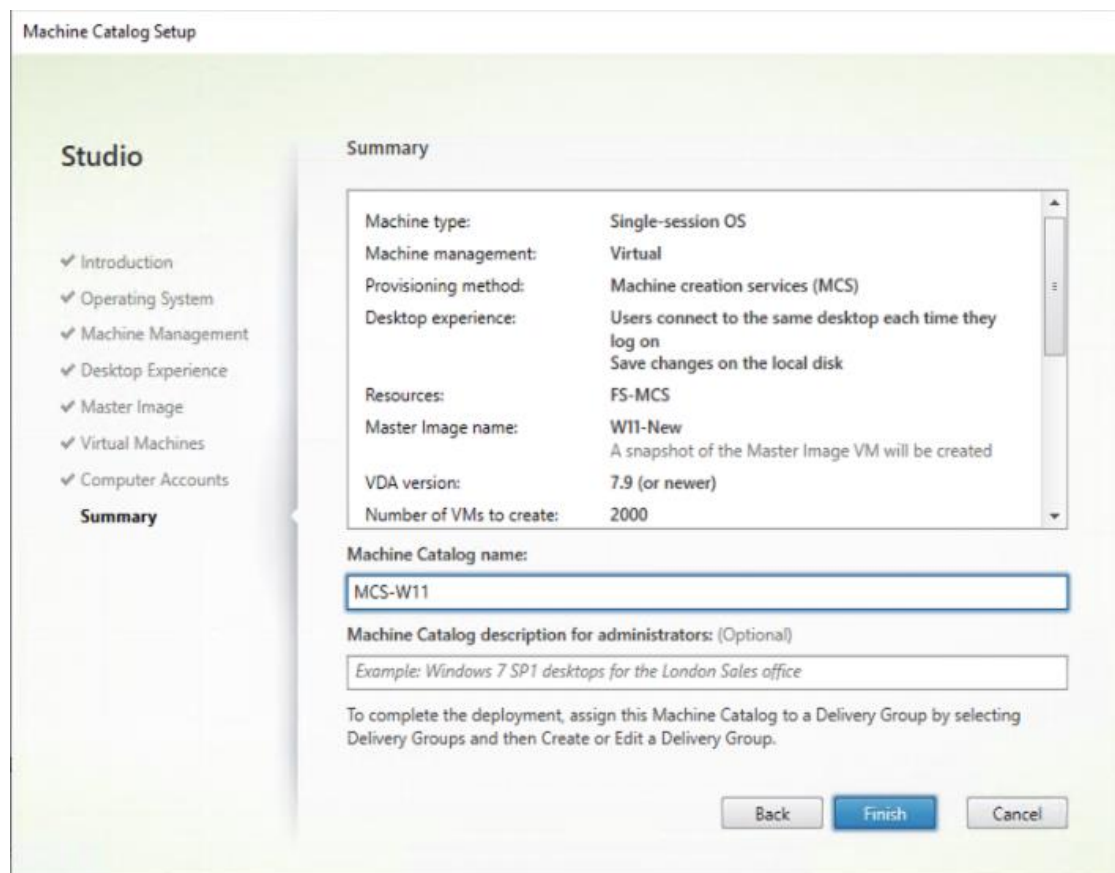 Machine Catalog Setup
Studio
Introduction
Operating System
Machine Management
Desktop Experience
Master Image
Virtual Machines
Computer Accounts
Summary
Summary
Machine type: Single-session OS
Machine management: Virtual
Provisioning method: Machine creation services (MCS)
Desktop experience: Users connect to the same desktop each time they
log on
Save changes on the local disk
Resources: FS-MCS
Master Image name: W11-New
A snapshot of the Master Image VM will be created
VDA version: 7.9 (or newer)
Number of VMs to create: 2000
Machine Catalog name:
MCS-W11
Machine Catalog description for administrators: (Optional)
Example: Windows 7 SP1 desktops for the London Sales office
To complete the deployment, assign this Machine Catalog to a Delivery Group by selecting
Delivery Groups and then Create or Edit a Delivery Group.
Back Finish Cancel